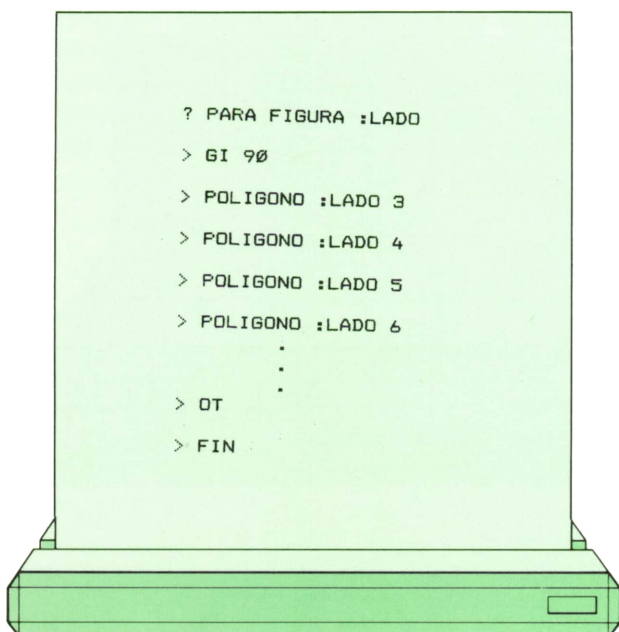 ? PARA FIGURA :LADO
> GI 90
> POLIGONO :LADO 3
> POLIGONO :LADO 4
> POLIGONO :LADO 5
> POLIGONO :LADO 6
.
.
.
> OT
> FIN